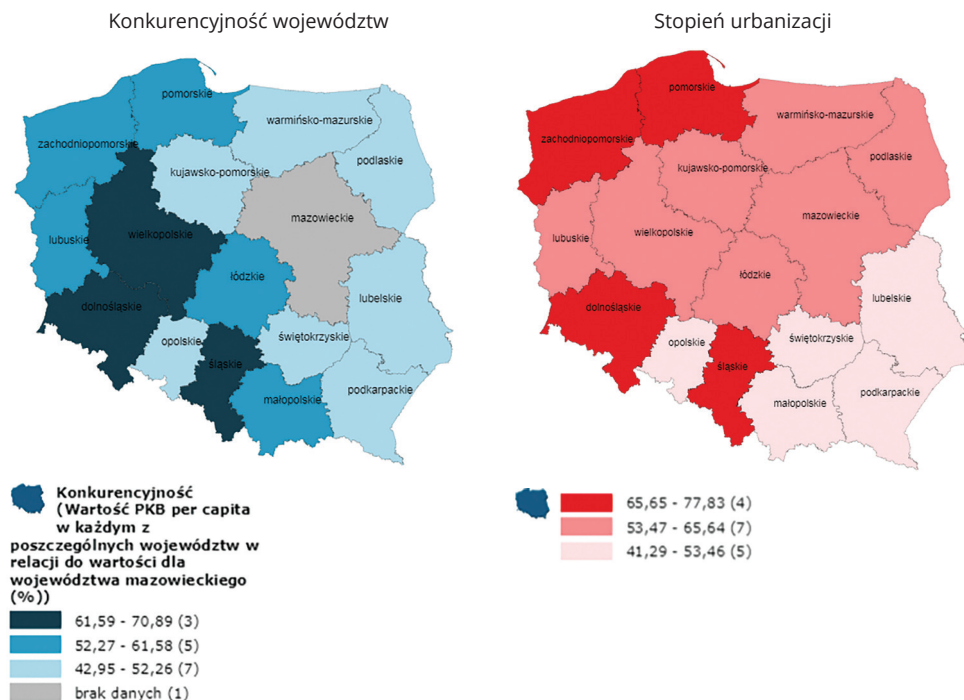 Konkurencyjność województw
pomorskie
warmińsko-mazurskie
zachodniopomorskie
podlaskie
kujawsko-pomorskie
mazowieckie
lubuskie
wielkopolskie
łódzkie
lubelskie
dolnośląskie
opolskie
świętokrzyskie
śląskie
podkarpackie
małopolskie
Konkurencyjność
(Wartość PKB per capita
w każdym z
poszczególnych województw w
relacji do wartości dla
województwa mazowieckiego
(%))
61,59 - 70,89 (3)
52,27 - 61,58 (5)
42,95 - 52,26 (7)
brak danych (1)
Stopień urbanizacji
pomorskie
warmińsko-mazurskie
zachodniopomorskie
podlaskie
kujawsko-pomorskie
mazowieckie
lubuskie
wielkopolskie
łódzkie
lubelskie
dolnośląskie
opolskie
świętokrzyskie
śląskie
podkarpackie
małopolskie
65,65 - 77,83 (4)
53,47 - 65,64 (7)
41,29 - 53,46 (5)